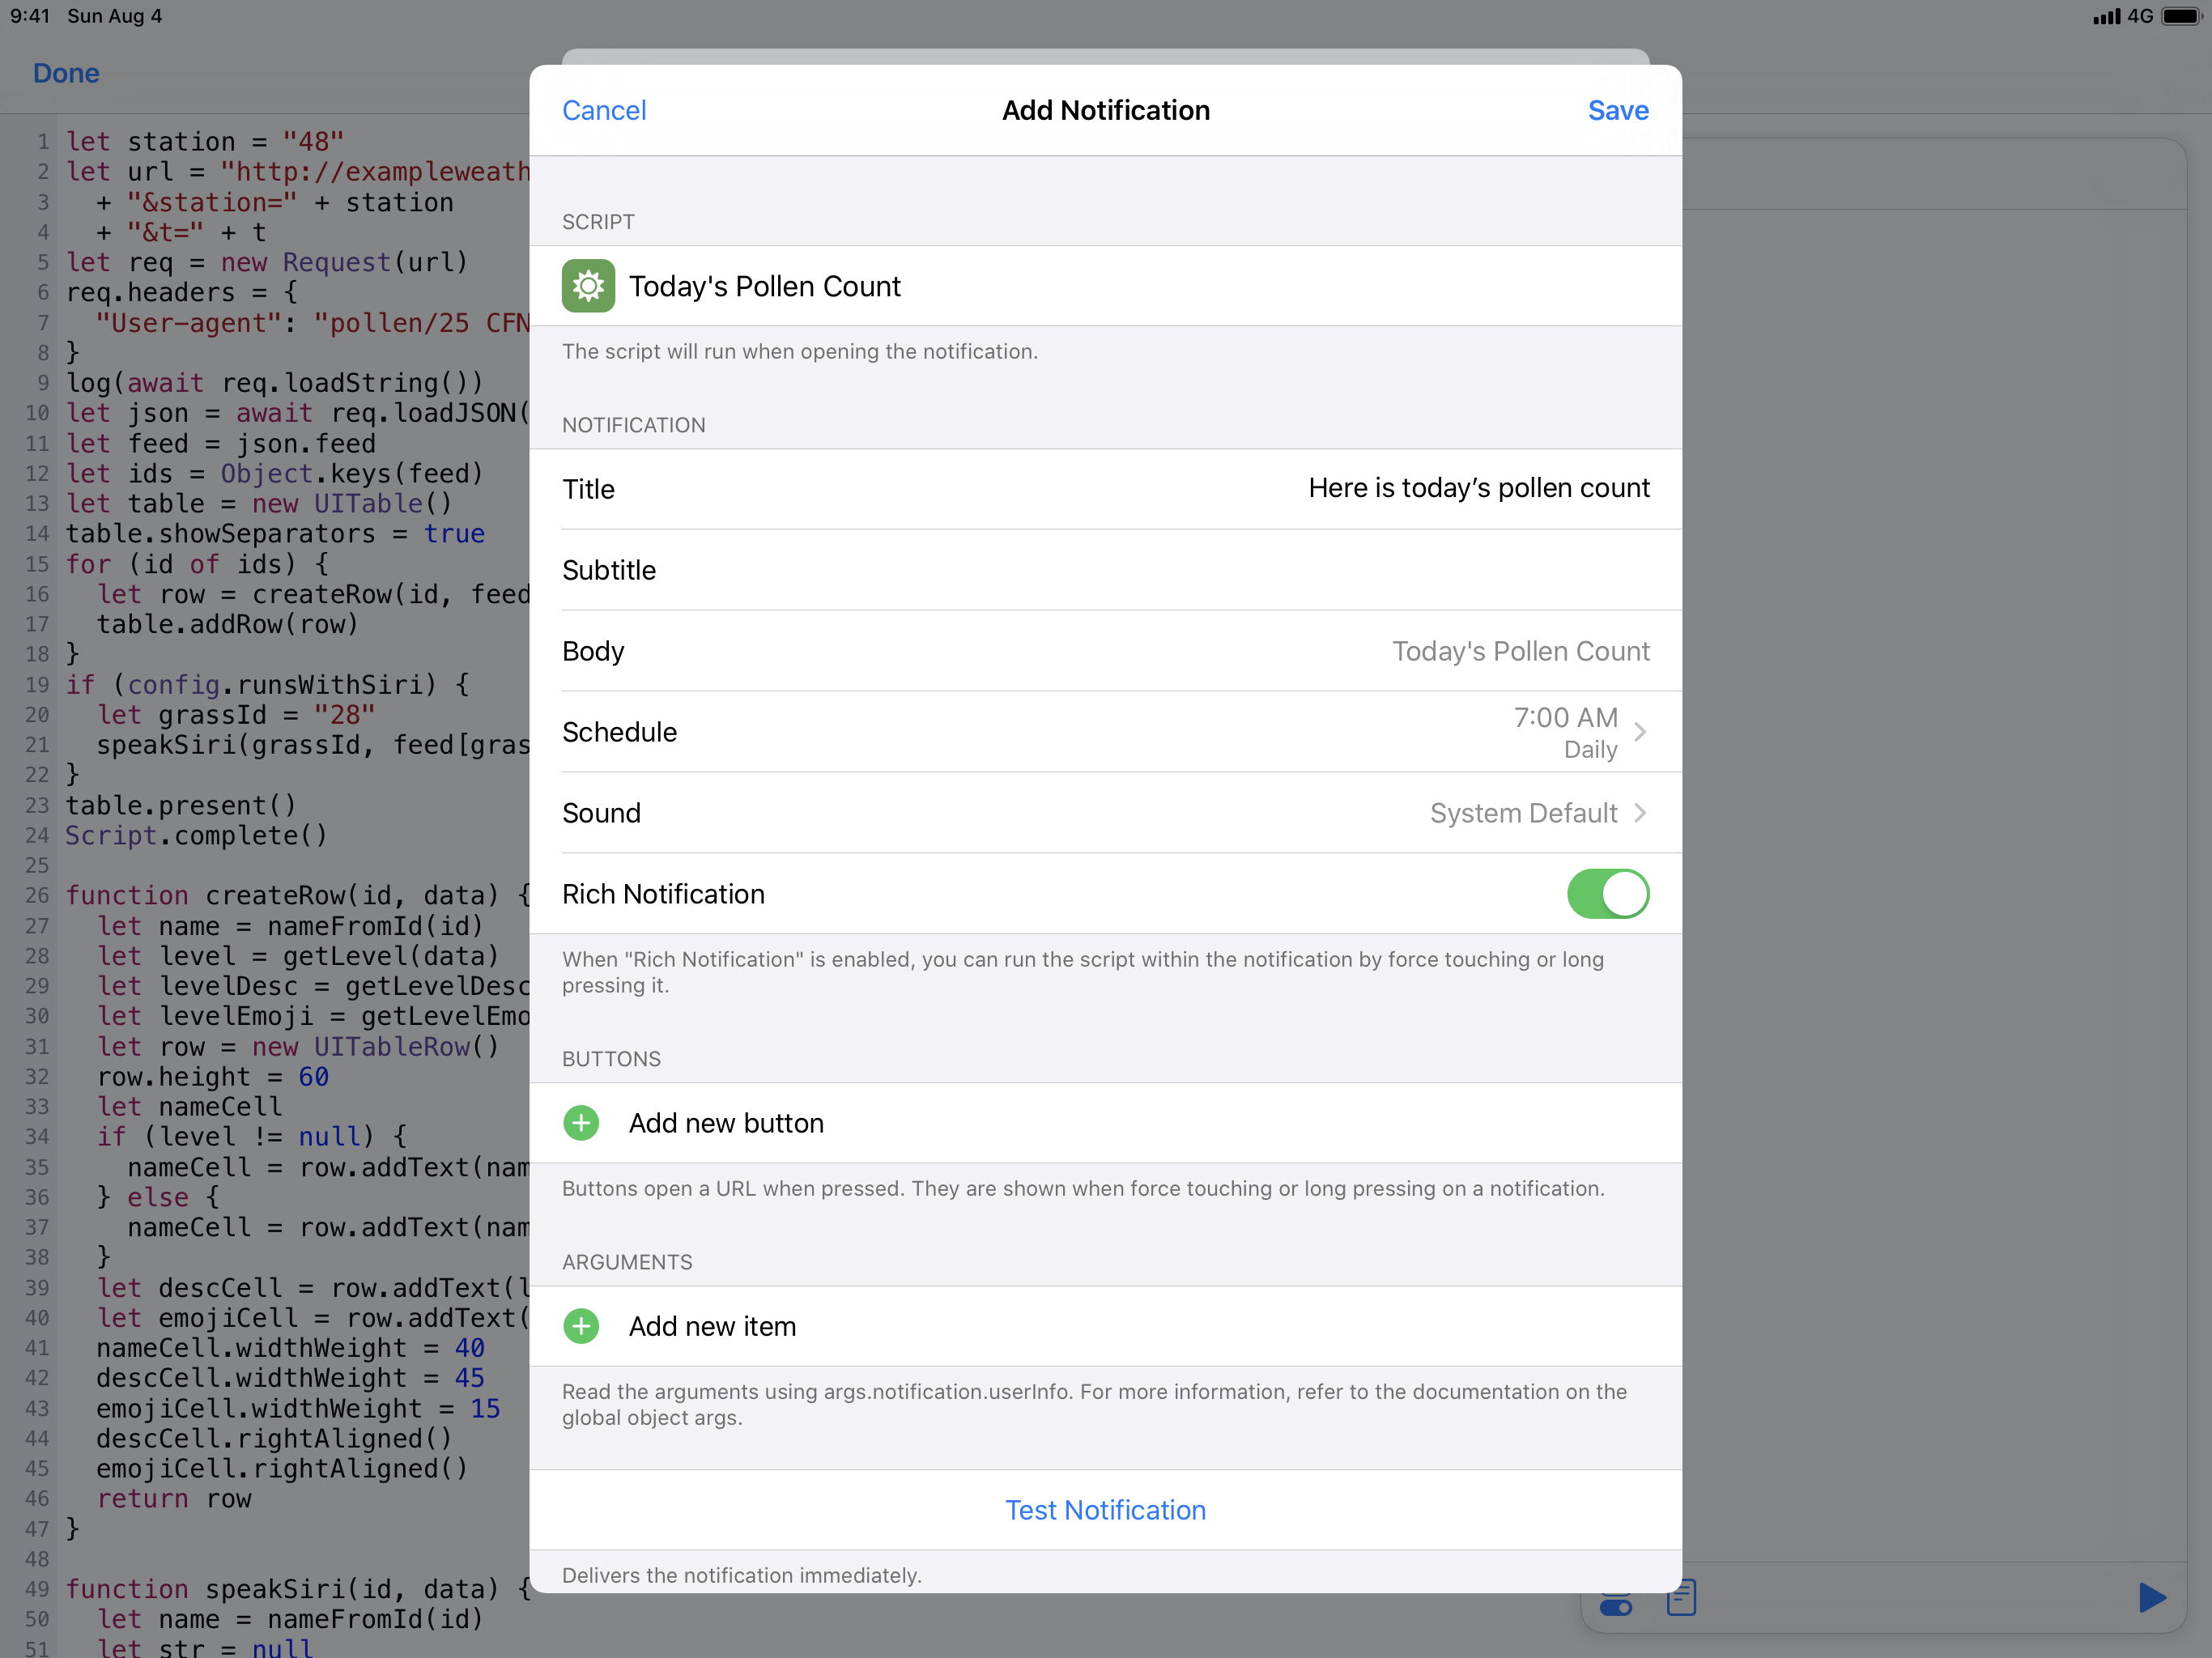 9:41 Sun Aug 4
4G
Done
1 let station = "48"
2 let url = "http://exampleweath
3 + "&station=" + station
4 + "&t=" + t
5 let req = new Request(url)
6 req.headers = {
7 "User-agent": "pollen/25 CFN
8 }
9 log(await req.loadString())
10 let json = await req.loadJSON(
11 let feed = json.feed
12 let ids = Object.keys(feed)
13 let table = new UITable()
14 table.showSeparators = true
15 for (id of ids) {
16 let row = createRow(id, feed
17 table.addRow(row)
18 }
19 if (config.runsWithSiri) {
20 let grassId = "28"
21 speakSiri(grassId, feed[gras
22 }
23 table.present()
24 Script.complete()
25
26 function createRow(id, data) {
27 let name = nameFromId(id)
28 let level = getLevel(data)
29 let levelDesc = getLevelDesc
30 let levelEmoji = getLevelEmo
31 let row = new UITableRow()
32 row.height = 60
33 let nameCell
34 if (level != null) {
35 nameCell = row.addText(nam
36 } else {
37 nameCell = row.addText(nam
38 }
39 let descCell = row.addText(l
40 let emojiCell = row.addText(
41 nameCell.widthWeight = 40
42 descCell.widthWeight = 45
43 emojiCell.widthWeight = 15
44 descCell.rightAligned()
45 emojiCell.rightAligned()
46 return row
47 }
48
49 function speakSiri(id, data) {
50 let name = nameFromId(id)
51 let str = null
Cancel Add Notification Save
SCRIPT
Today's Pollen Count
The script will run when opening the notification.
NOTIFICATION
Title Here is today’s pollen count
Subtitle
Body Today's Pollen Count
Schedule 7:00 AM
Daily
Sound System Default
Rich Notification
When "Rich Notification" is enabled, you can run the script within the notification by force touching or long
pressing it.
BUTTONS
Add new button
Buttons open a URL when pressed. They are shown when force touching or long pressing on a notification.
ARGUMENTS
Add new item
Read the arguments using args.notification.userInfo. For more information, refer to the documentation on the
global object args.
Test Notification
Delivers the notification immediately.